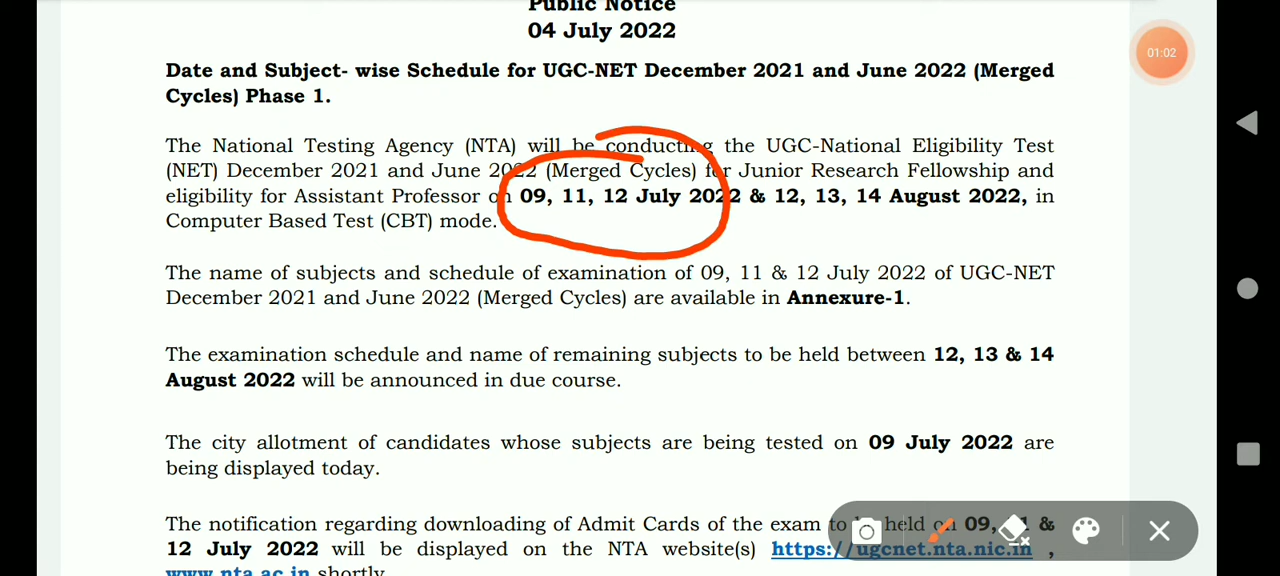 Public Notice
04 July 2022
01:02
Date and Subject- wise Schedule for UGC-NET December 2021 and June 2022 (Merged
Cycles) Phase 1.
The National Testing Agency (NTA) will be conducting the UGC-National Eligibility Test
(NET) December 2021 and June 2022 (Merged Cycles) for Junior Research Fellowship and
eligibility for Assistant Professor on 09, 11, 12 July 2022 & 12, 13, 14 August 2022, in
Computer Based Test (CBT) mode.
The name of subjects and schedule of examination of 09, 11 & 12 July 2022 of UGC-NET
December 2021 and June 2022 (Merged Cycles) are available in Annexure-1.
The examination schedule and name of remaining subjects to be held between 12, 13 & 14
August 2022 will be announced in due course.
The city allotment of candidates whose subjects are being tested on 09 July 2022 are
being displayed today.
The notification regarding downloading of Admit Cards of the exam to be held on 09, 11 &
12 July 2022 will be displayed on the NTA website(s) https://ugcnet.nta.nic.in ,
www.nta.ac.in shortly